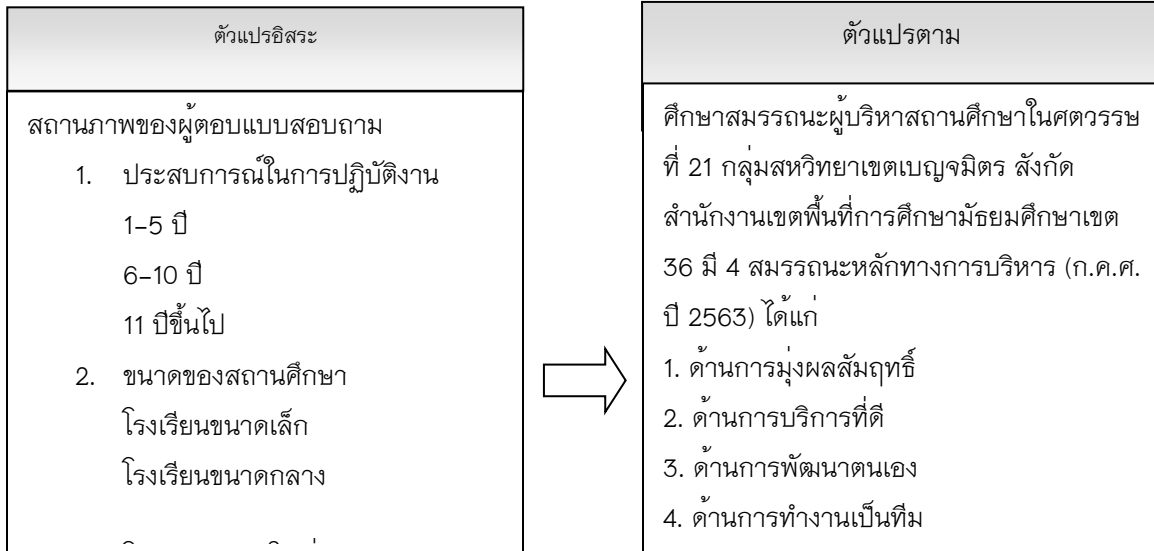 ตัวแปรอิสระ
สถานภาพของผู้ตอบแบบสอบถาม
1. ประสบการณ์ในการปฏิบัติงาน
1-5 ปี
6-10 ปี
11 ปีขึ้นไป
2. ขนาดของสถานศึกษา
โรงเรียนขนาดเล็ก
โรงเรียนขนาดกลาง
ตัวแปรตาม
ศึกษาสมรรถนะผู้บริหาสถานศึกษาในศตวรรษ
ที่ 21 กลุ่มสหวิทยาเขตเบญจมิตร สังกัด
สำนักงานเขตพื้นที่การศึกษามัธยมศึกษาเขต
36 มี 4 สมรรถนะหลักทางการบริหาร (ก.ค.ศ.
ปี 2563) ได้แก่
1. ด้านการมุ่งผลสัมฤทธิ์
2. ด้านการบริการที่ดี
3. ด้านการพัฒนาตนเอง
4. ด้านการทำงานเป็นทีม